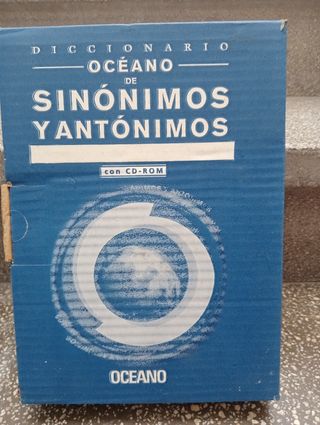 DICCIONARIO
OCÉANO
DE
SINÓNIMOS
Y ANTÓNIMOS
con CD-ROM
OCEANO